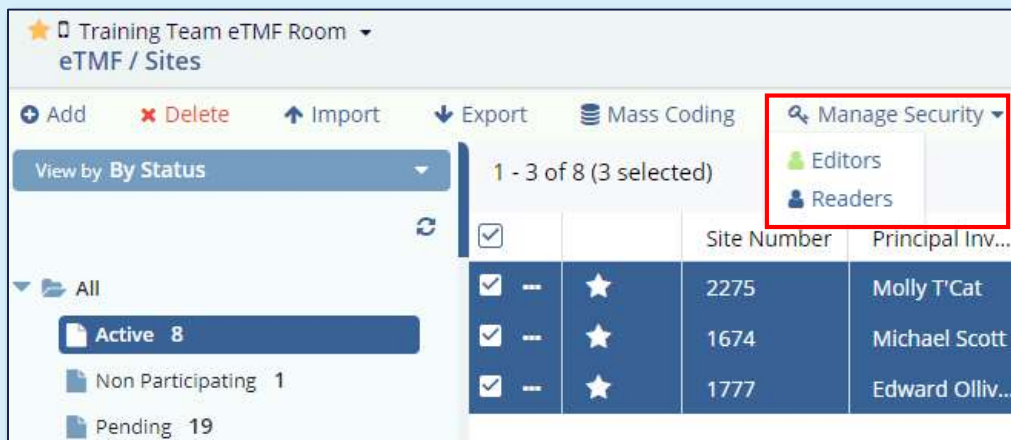 Training Team eTMF Room
eTMF / Sites
Add Delete Import Export Mass Coding Manage Security
Editors
Readers
View by By Status
1 - 3 of 8 (3 selected)
Site Number Principal Inv...
All
Active 8
Non Participating 1
Pending 19
2275 Molly T'Cat
1674 Michael Scott
1777 Edward Olliv...